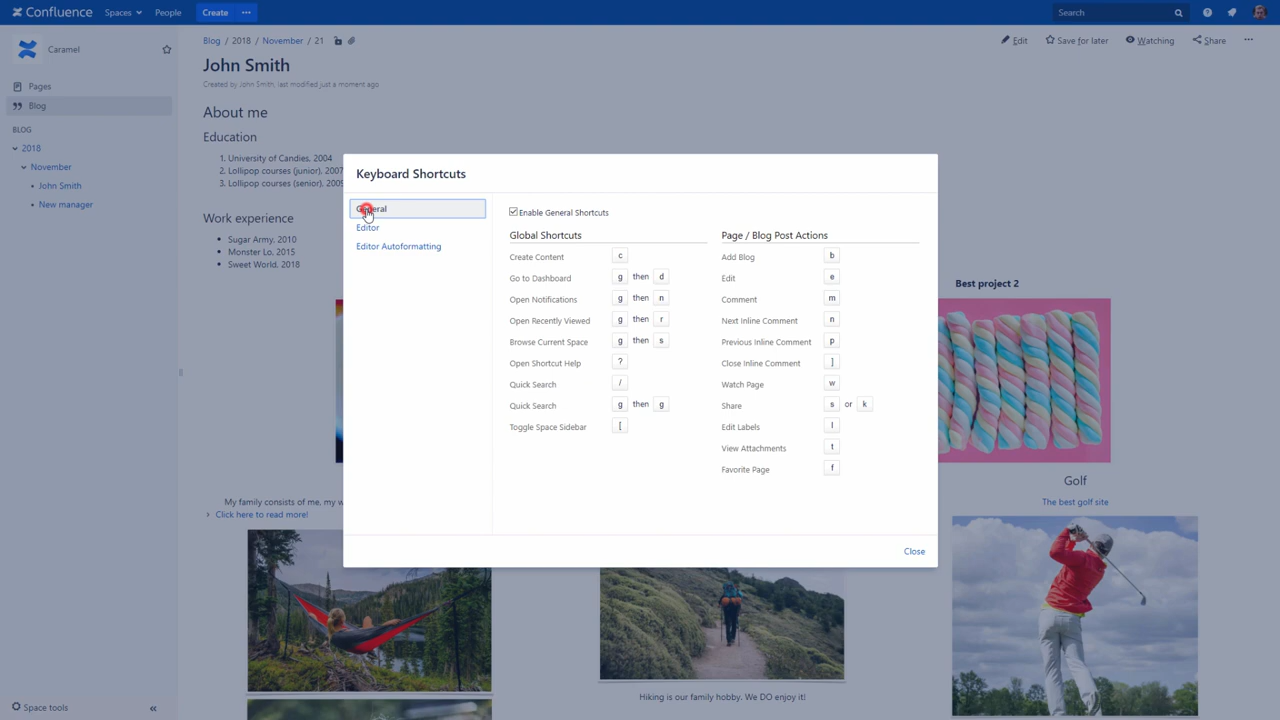 Confluence Spaces People Create ••• Search
Caramel
Pages
Blog
BLOG
2018
November
John Smith
New manager
Space tools
Blog / 2018 / November / 21
Edit Save for later Watching Share •••
John Smith
Created by John Smith, last modified just a moment ago
About me
Education
1. University of Candies, 2004
2. Lollipop courses (junior), 2007
3. Lollipop courses (senior), 2009
Work experience
• Sugar Army, 2010
• Monster Lo, 2015
• Sweet World, 2018
Keyboard Shortcuts
General
Editor
Editor Autoformatting
Enable General Shortcuts
Global Shortcuts
Create Content c
Go to Dashboard g then d
Open Notifications g then n
Open Recently Viewed g then r
Browse Current Space g then s
Open Shortcut Help ?
Quick Search /
Quick Search g then g
Toggle Space Sidebar [
Page / Blog Post Actions
Add Blog b
Edit e
Comment m
Next Inline Comment n
Previous Inline Comment p
Close Inline Comment ]
Watch Page w
Share s or k
Edit Labels l
View Attachments t
Favorite Page f
Close
Best project 2
My family consists of me, my w
Click here to read more!
Golf
The best golf site
Hiking is our family hobby. We DO enjoy it!